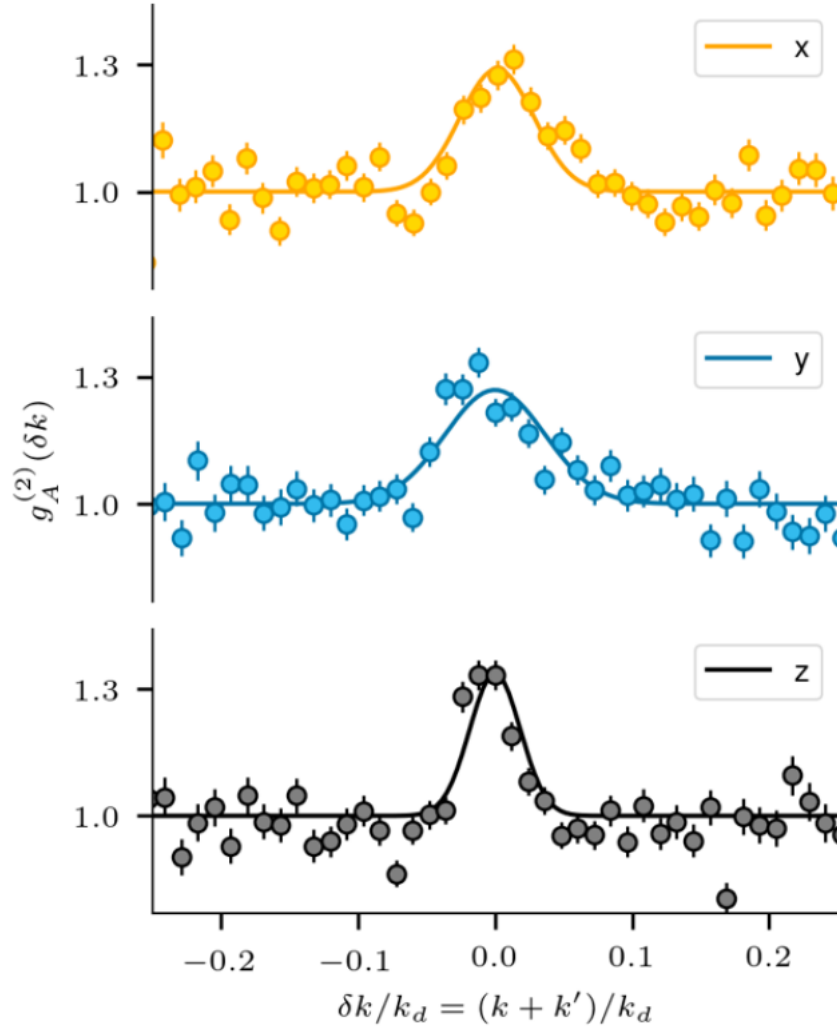 x
1.3
1.0
y
1.3
1.0
g_A^{(2)}(δk)
z
1.3
1.0
−0.2 −0.1 0.0 0.1 0.2
δk/k_d = (k + k′)/k_d